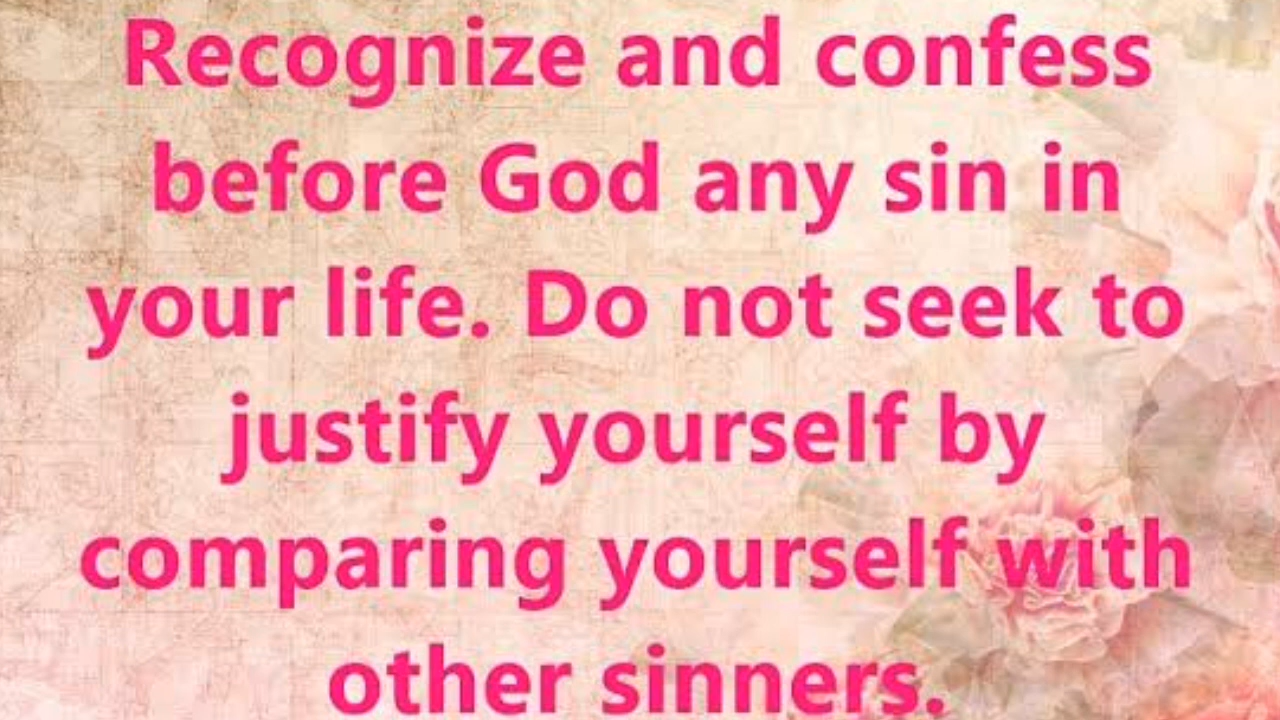 Recognize and confess
before God any sin in
your life. Do not seek to
justify yourself by
comparing yourself with
other sinners.